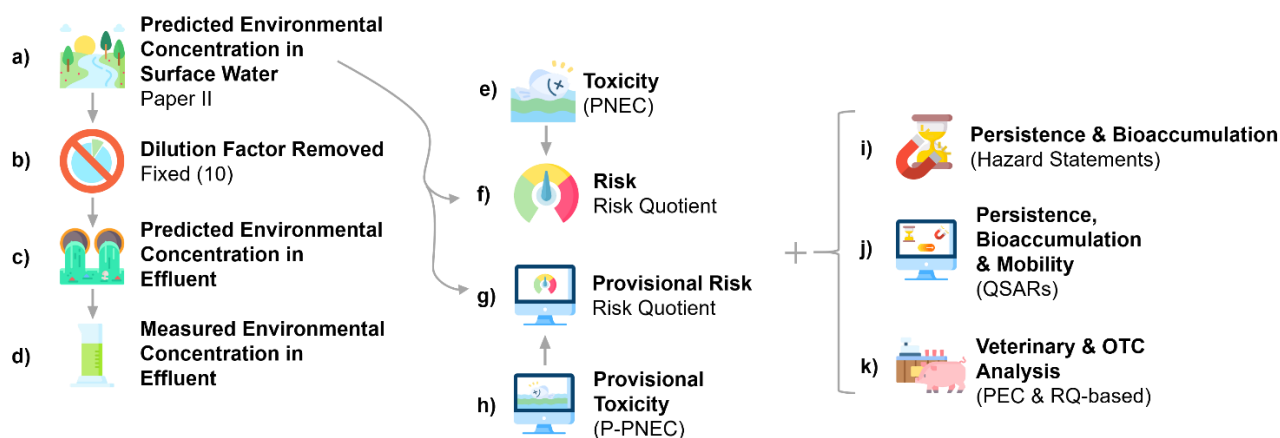 a)
Predicted Environmental
Concentration in
Surface Water
Paper II
b)
Dilution Factor Removed
Fixed (10)
c)
Predicted Environmental
Concentration in
Effluent
d)
Measured Environmental
Concentration in
Effluent
e)
Toxicity
(PNEC)
f)
Risk
Risk Quotient
g)
Provisional Risk
Risk Quotient
h)
Provisional
Toxicity
(P-PNEC)
i)
Persistence & Bioaccumulation
(Hazard Statements)
j)
Persistence,
Bioaccumulation
& Mobility
(QSARs)
k)
Veterinary & OTC
Analysis
(PEC & RQ-based)